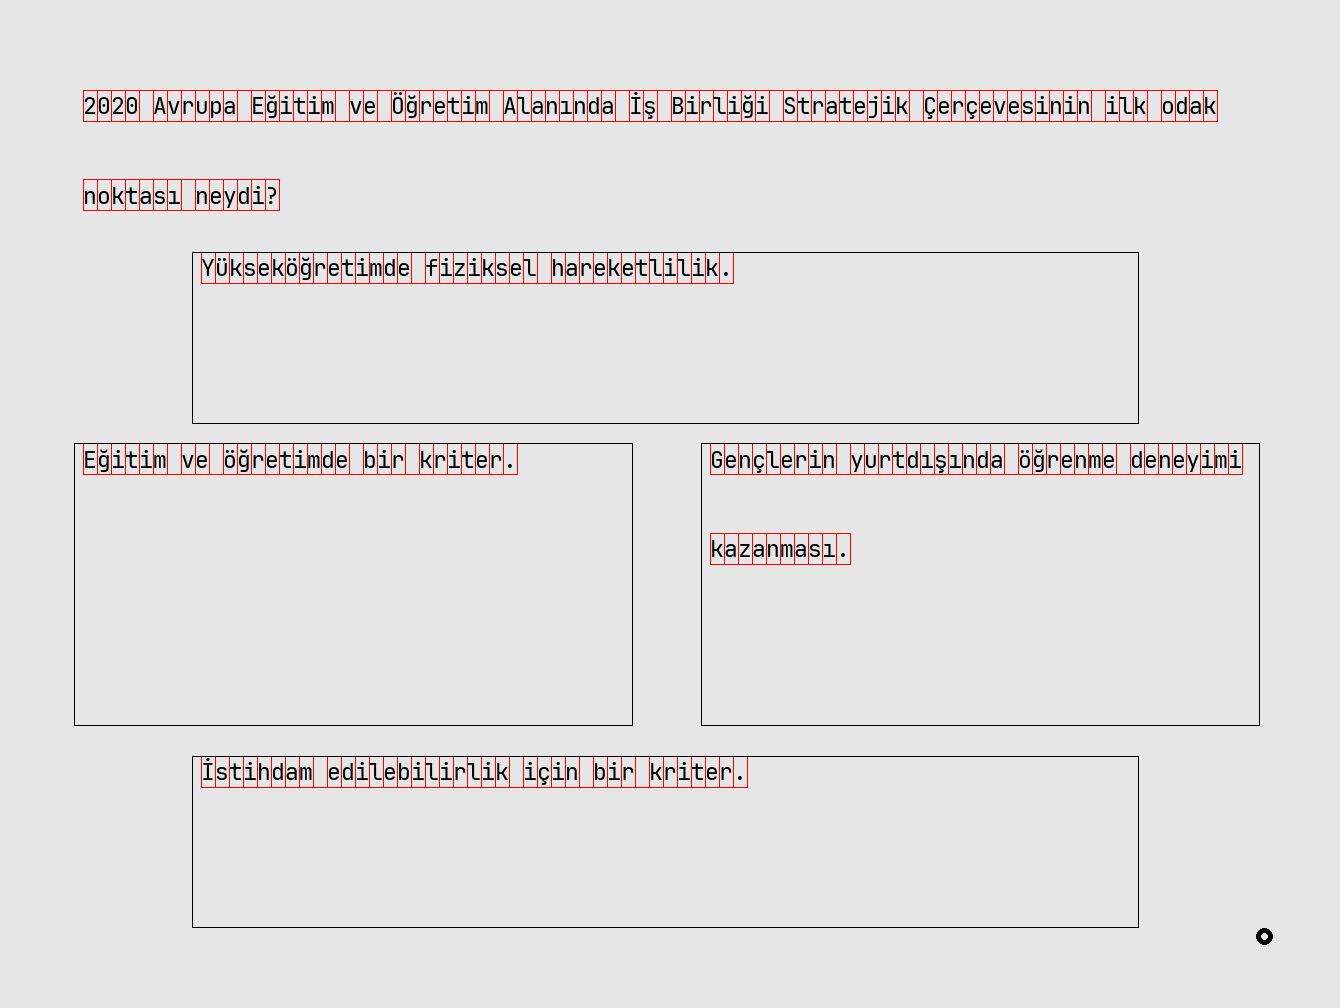 2020 Avrupa Eğitim ve Öğretim Alanında İş Birliği Stratejik Çerçevesinin ilk odak
noktası neydi?
Yükseköğretimde fiziksel hareketlilik.
Eğitim ve öğretimde bir kriter.
Gençlerin yurtdışında öğrenme deneyimi
kazanması.
İstihdam edilebilirlik için bir kriter.